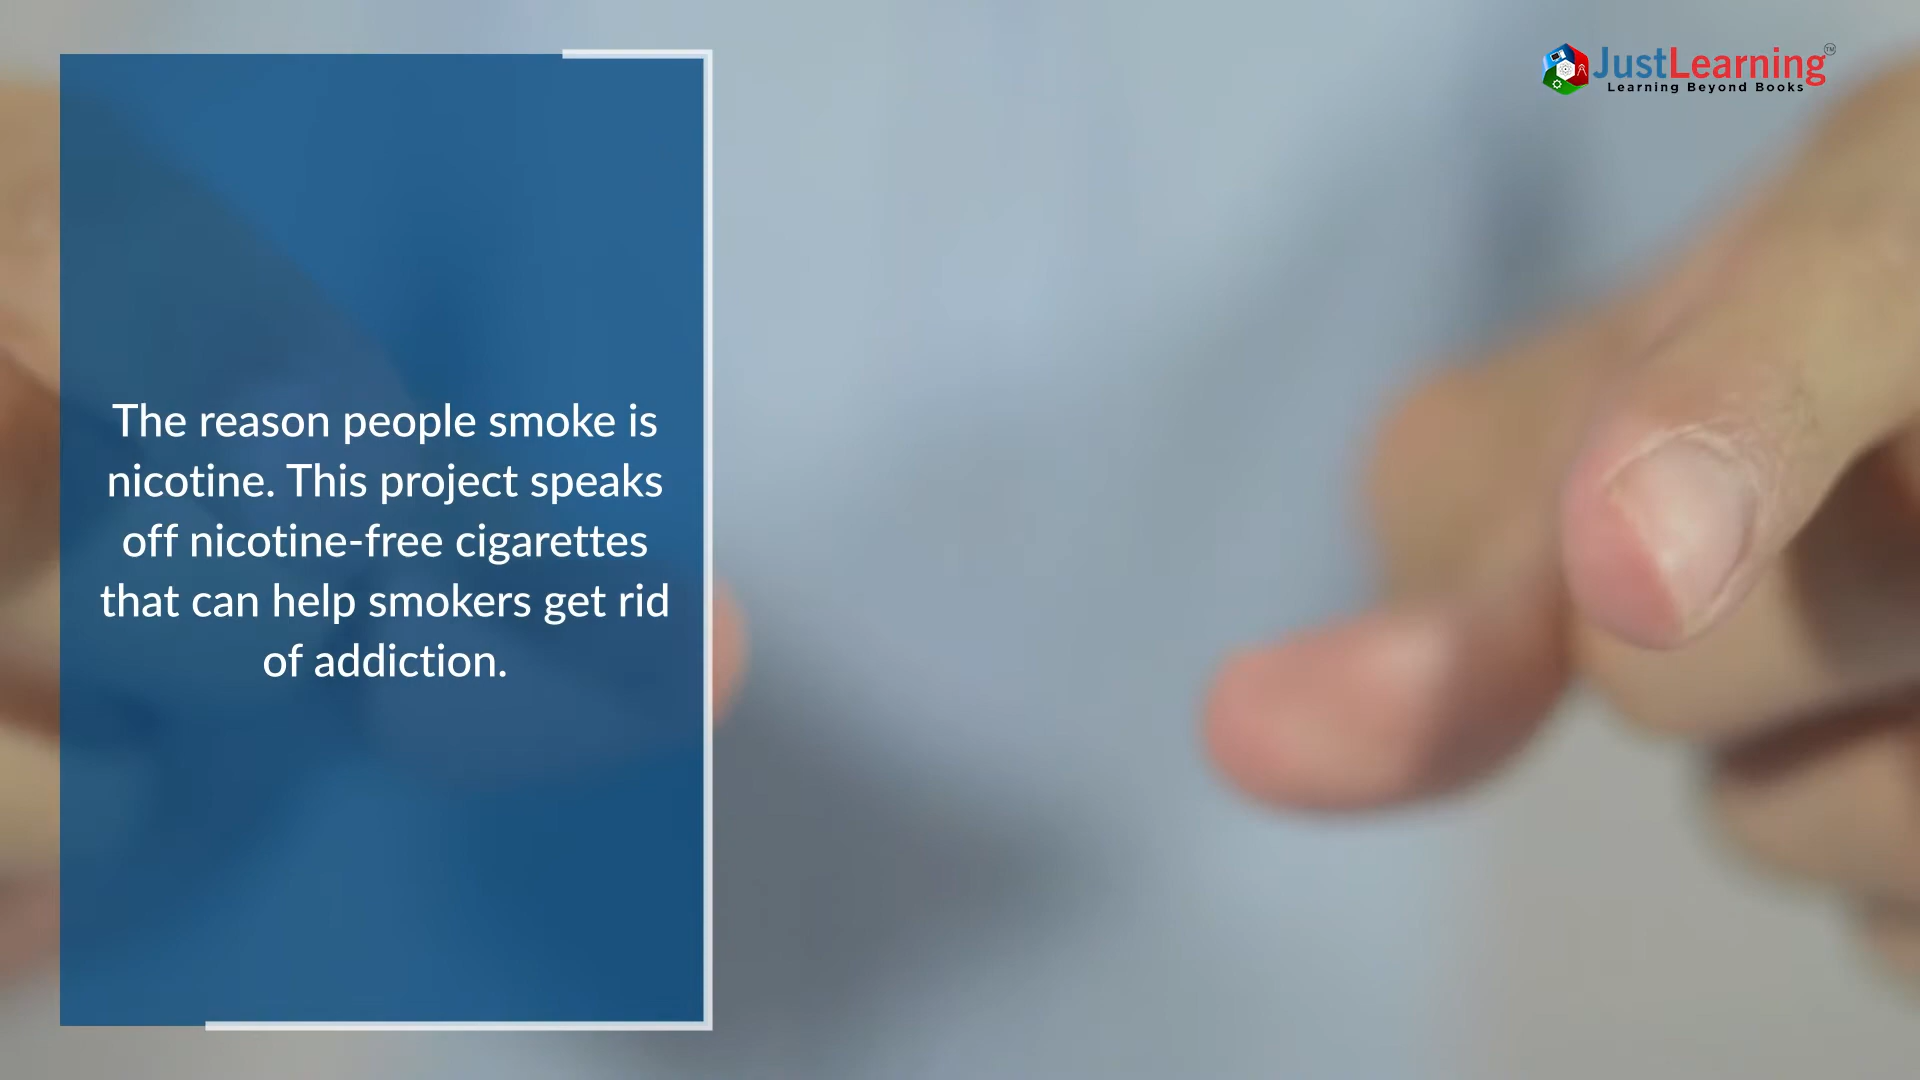 JustLearning™
Learning Beyond Books
The reason people smoke is
nicotine. This project speaks
off nicotine-free cigarettes
that can help smokers get rid
of addiction.